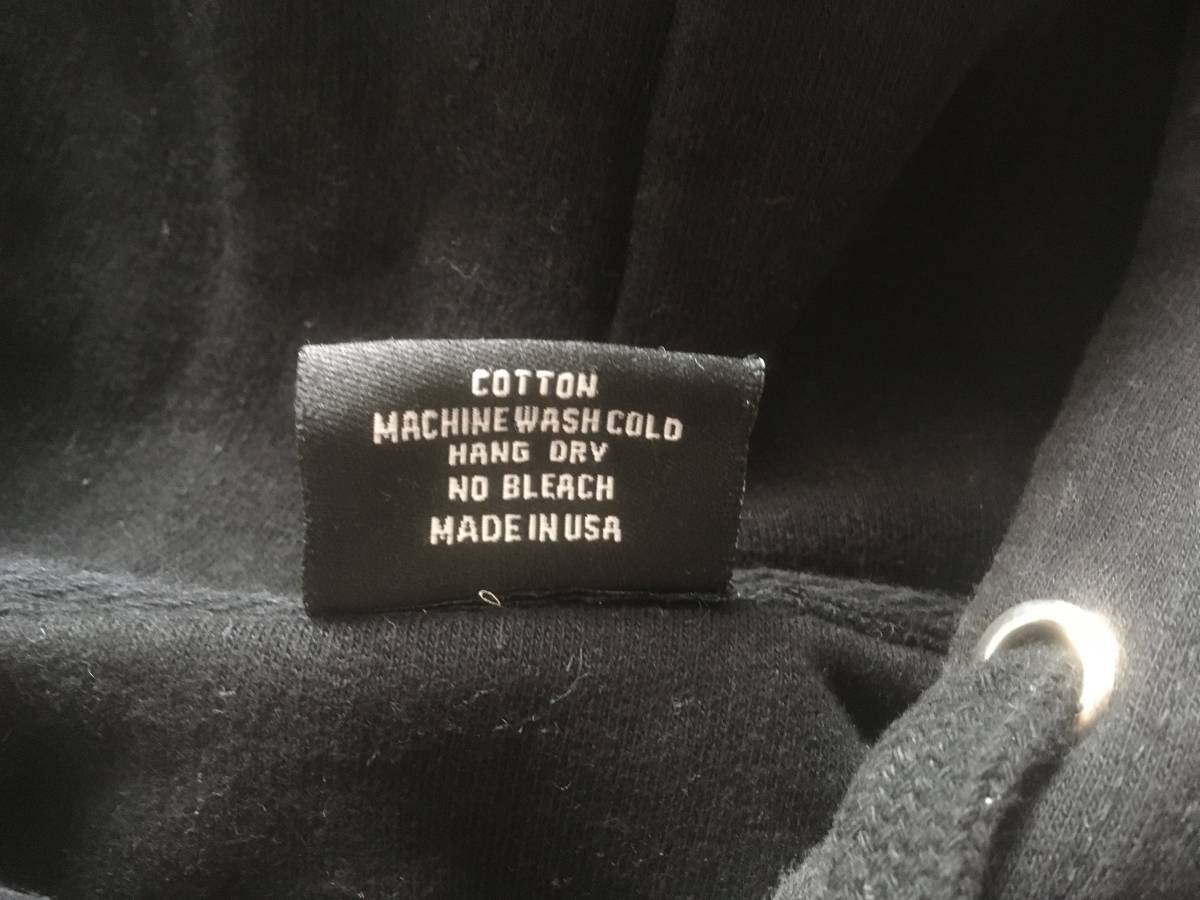 COTTON
MACHINE WASH COLD
HANG DRY
NO BLEACH
MADE IN USA